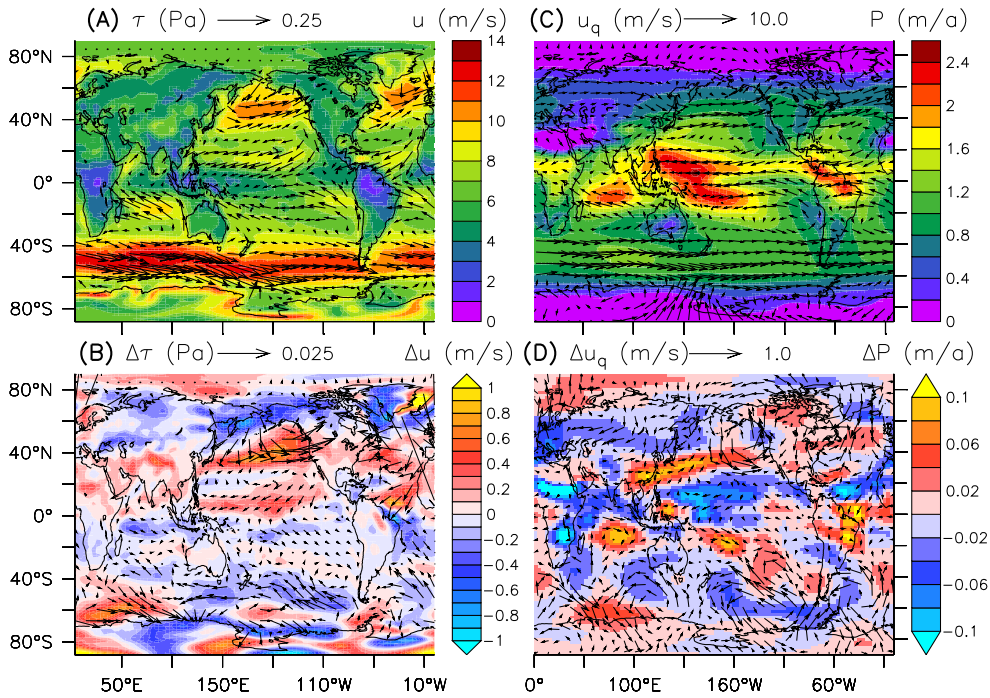 (A) τ (Pa) 0.25 u (m/s)
80°N
40°N
0°
40°S
80°S
14
12
10
8
6
4
2
0
(C) u_q (m/s) 10.0 P (m/a)
2.4
2
1.6
1.2
0.8
0.4
0
(B) Δτ (Pa) 0.025 Δu (m/s)
80°N
40°N
0°
40°S
80°S
1
0.8
0.6
0.4
0.2
0
−0.2
−0.4
−0.6
−0.8
−1
50°E 150°E 110°W 10°W
(D) Δu_q (m/s) 1.0 ΔP (m/a)
0.1
0.06
0.02
−0.02
−0.06
−0.1
0° 100°E 160°W 60°W